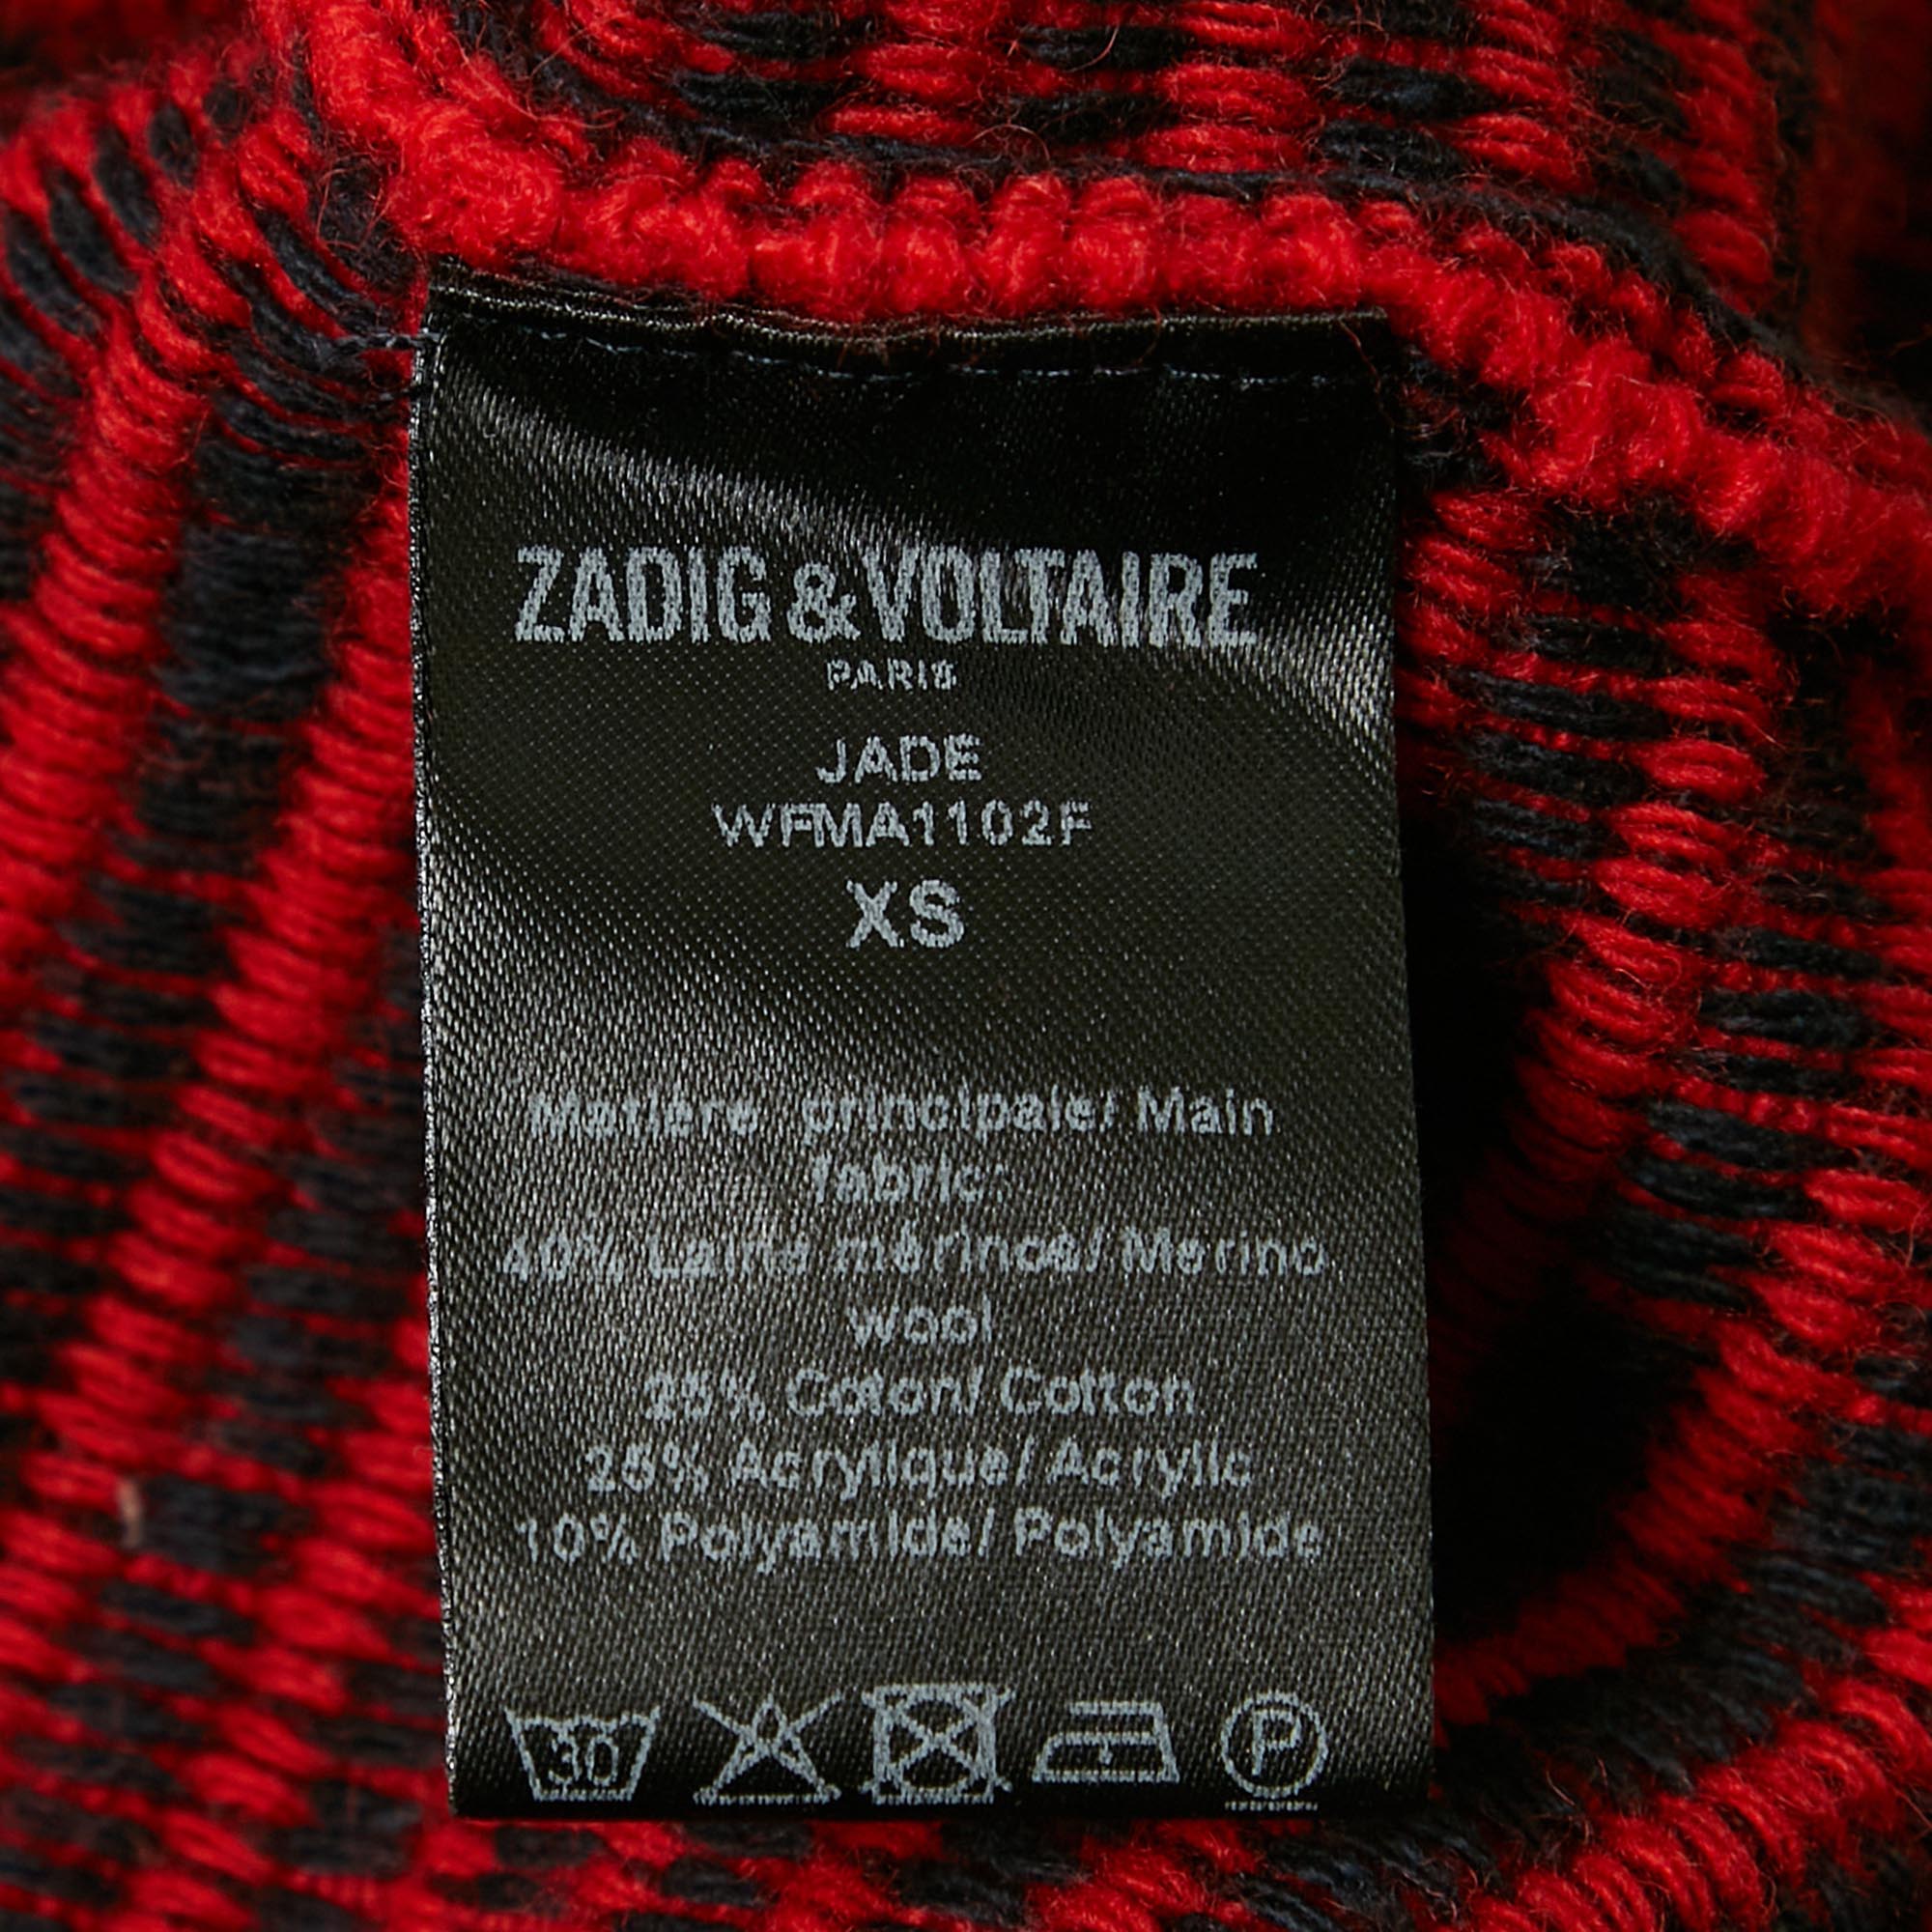 ZADIG & VOLTAIRE
PARIS
JADE
WFMA1102F
XS
Matière principale/ Main
fabric:
40% Laine mérinos/ Merino
wool
25% Coton/ Cotton
25% Acrylique/ Acrylic
10% Polyamide/ Polyamide
30
P